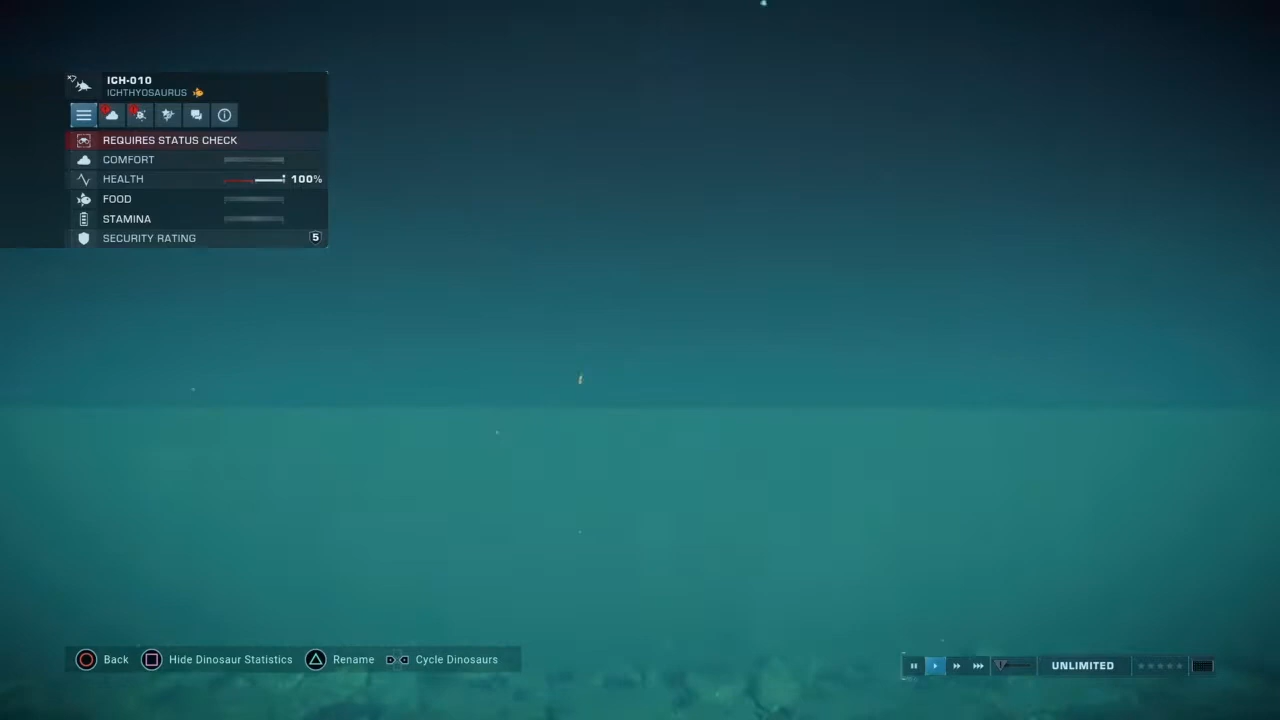 ICH-010
ICHTHYOSAURUS
REQUIRES STATUS CHECK
COMFORT
HEALTH 100%
FOOD
STAMINA
SECURITY RATING 5
Back Hide Dinosaur Statistics Rename Cycle Dinosaurs
UNLIMITED